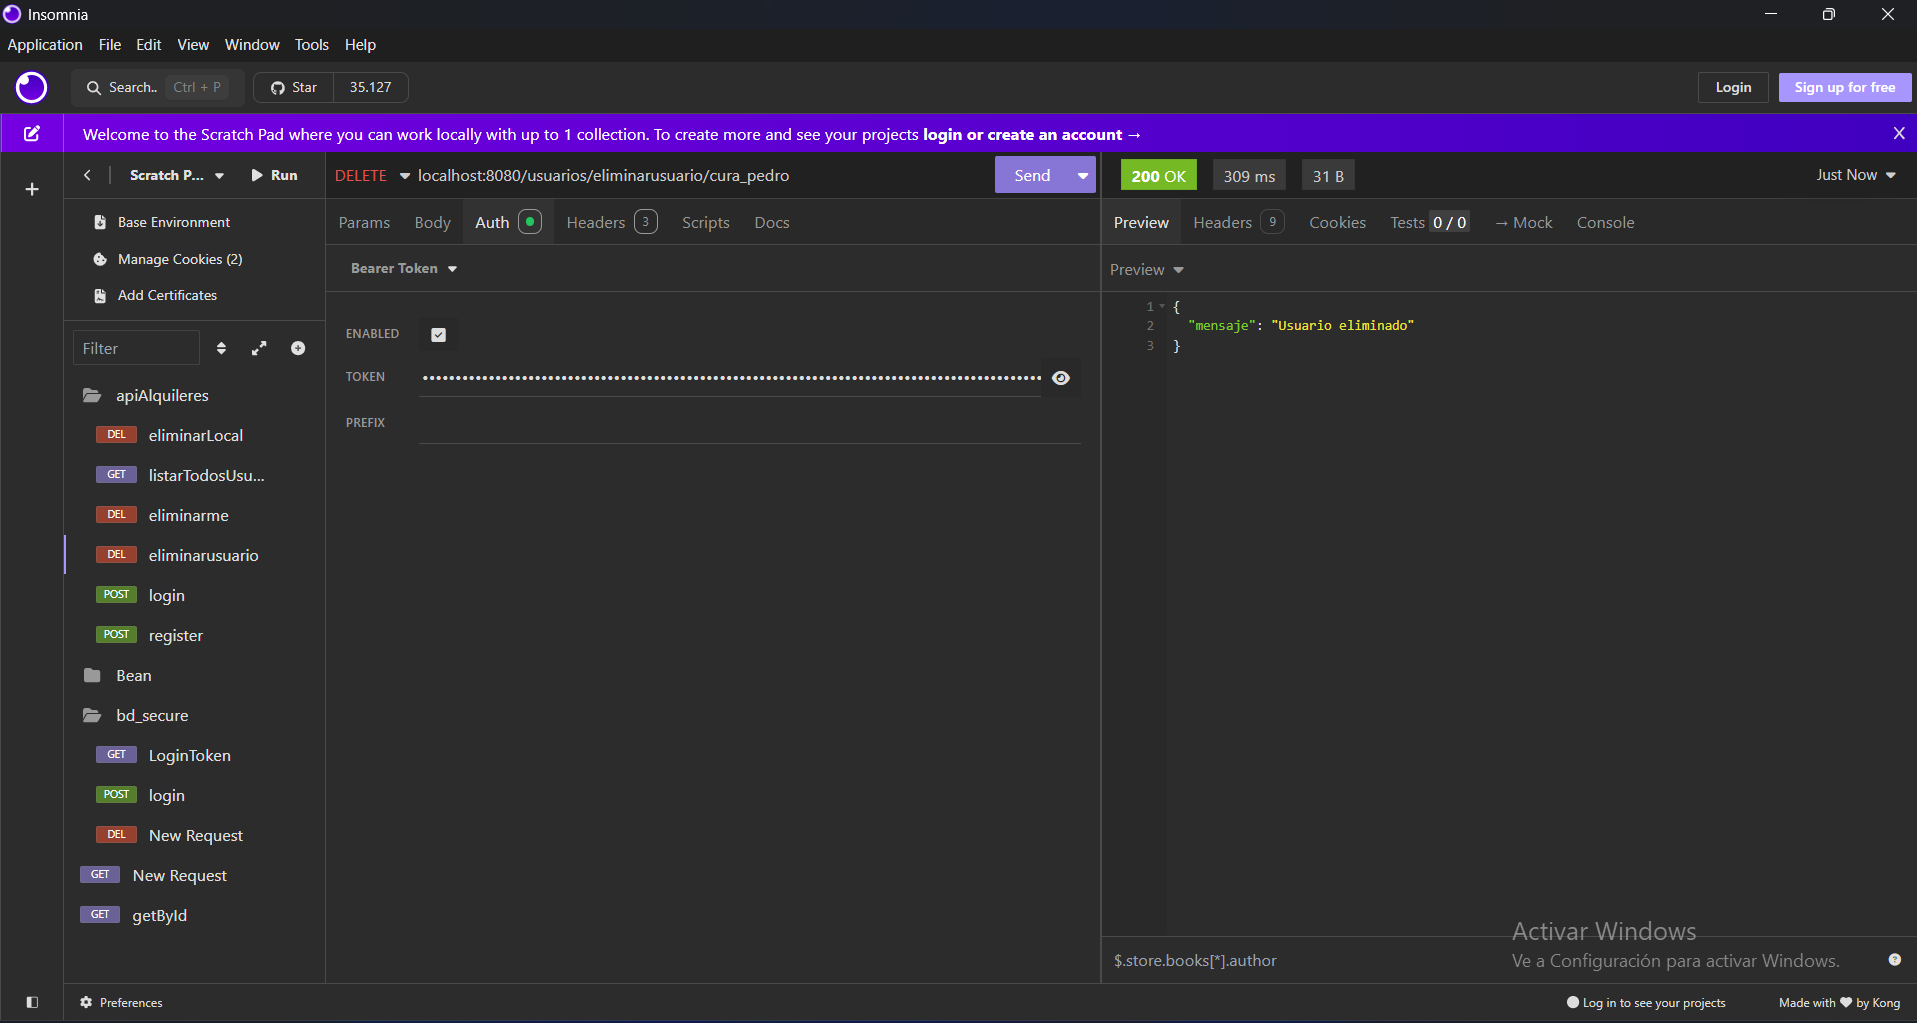 Insomnia
Application File Edit View Window Tools Help
Search.. Ctrl + P Star 35.127 Login Sign up for free
Welcome to the Scratch Pad where you can work locally with up to 1 collection. To create more and see your projects login or create an account → X
Scratch P... Run
DELETE localhost:8080/usuarios/eliminarusuario/cura_pedro Send
200 OK 309 ms 31 B Just Now
Base Environment
Manage Cookies (2)
Add Certificates
Filter
apiAlquileres
DEL eliminarLocal
GET listarTodosUsu...
DEL eliminarme
DEL eliminarusuario
POST login
POST register
Bean
bd_secure
GET LoginToken
POST login
DEL New Request
GET New Request
GET getById
Params Body Auth Headers 3 Scripts Docs
Bearer Token
ENABLED
TOKEN
PREFIX
Preview Headers 9 Cookies Tests 0 / 0 → Mock Console
Preview
1 {
2 "mensaje": "Usuario eliminado"
3 }
$.store.books[*].author
Activar Windows
Ve a Configuración para activar Windows.
Preferences
Log in to see your projects Made with ♥ by Kong